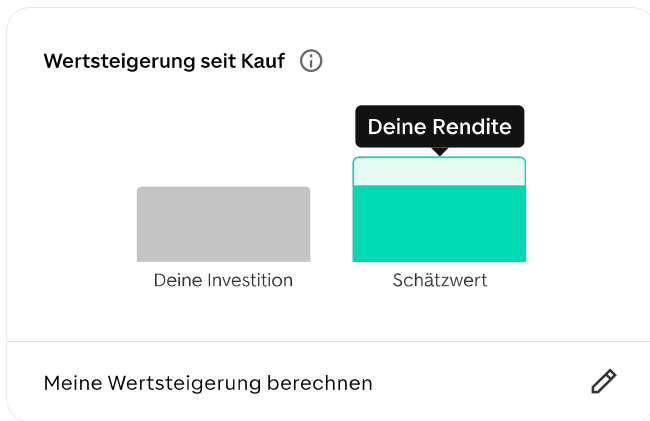 Wertsteigerung seit Kauf
Deine Rendite
Deine Investition
Schätzwert
Meine Wertsteigerung berechnen